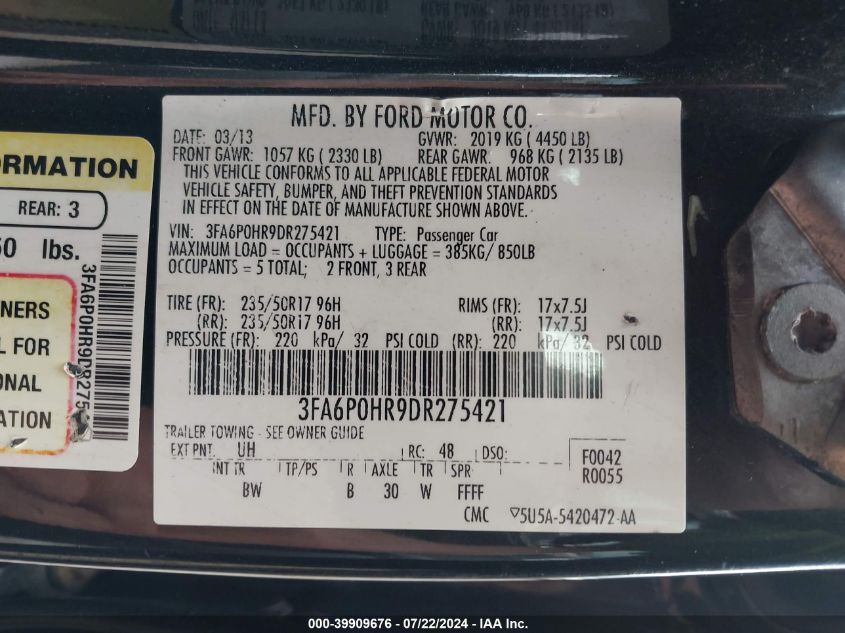 MFD. BY FORD MOTOR CO.
DATE: 03/13 GVWR: 2019 KG ( 4450 LB)
FRONT GAWR: 1057 KG ( 2330 LB) REAR GAWR: 968 KG ( 2135 LB)
THIS VEHICLE CONFORMS TO ALL APPLICABLE FEDERAL MOTOR
VEHICLE SAFETY, BUMPER, AND THEFT PREVENTION STANDARDS
IN EFFECT ON THE DATE OF MANUFACTURE SHOWN ABOVE.
VIN: 3FA6P0HR9DR275421 TYPE: Passenger Car
MAXIMUM LOAD = OCCUPANTS + LUGGAGE = 385KG/ 850LB
OCCUPANTS = 5 TOTAL; 2 FRONT, 3 REAR
TIRE (FR): 235/50R17 96H RIMS (FR): 17x7.5J
(RR): 235/50R17 96H (RR): 17x7.5J
PRESSURE (FR): 220 kPa/ 32 PSI COLD (RR): 220 kPa/ 32 PSI COLD
3FA6P0HR9DR275421
TRAILER TOWING - SEE OWNER GUIDE
EXT PNT: UH RC: 48 DSO: F0042
R0055
INT TR TP/PS R AXLE TR SPR
BW B 30 W FFFF
CMC ▽5U5A-5420472-AA
ORMATION
REAR: 3
50 lbs.
NERS
L FOR
ONAL
ATION
000-39909676 - 07/22/2024 - IAA Inc.